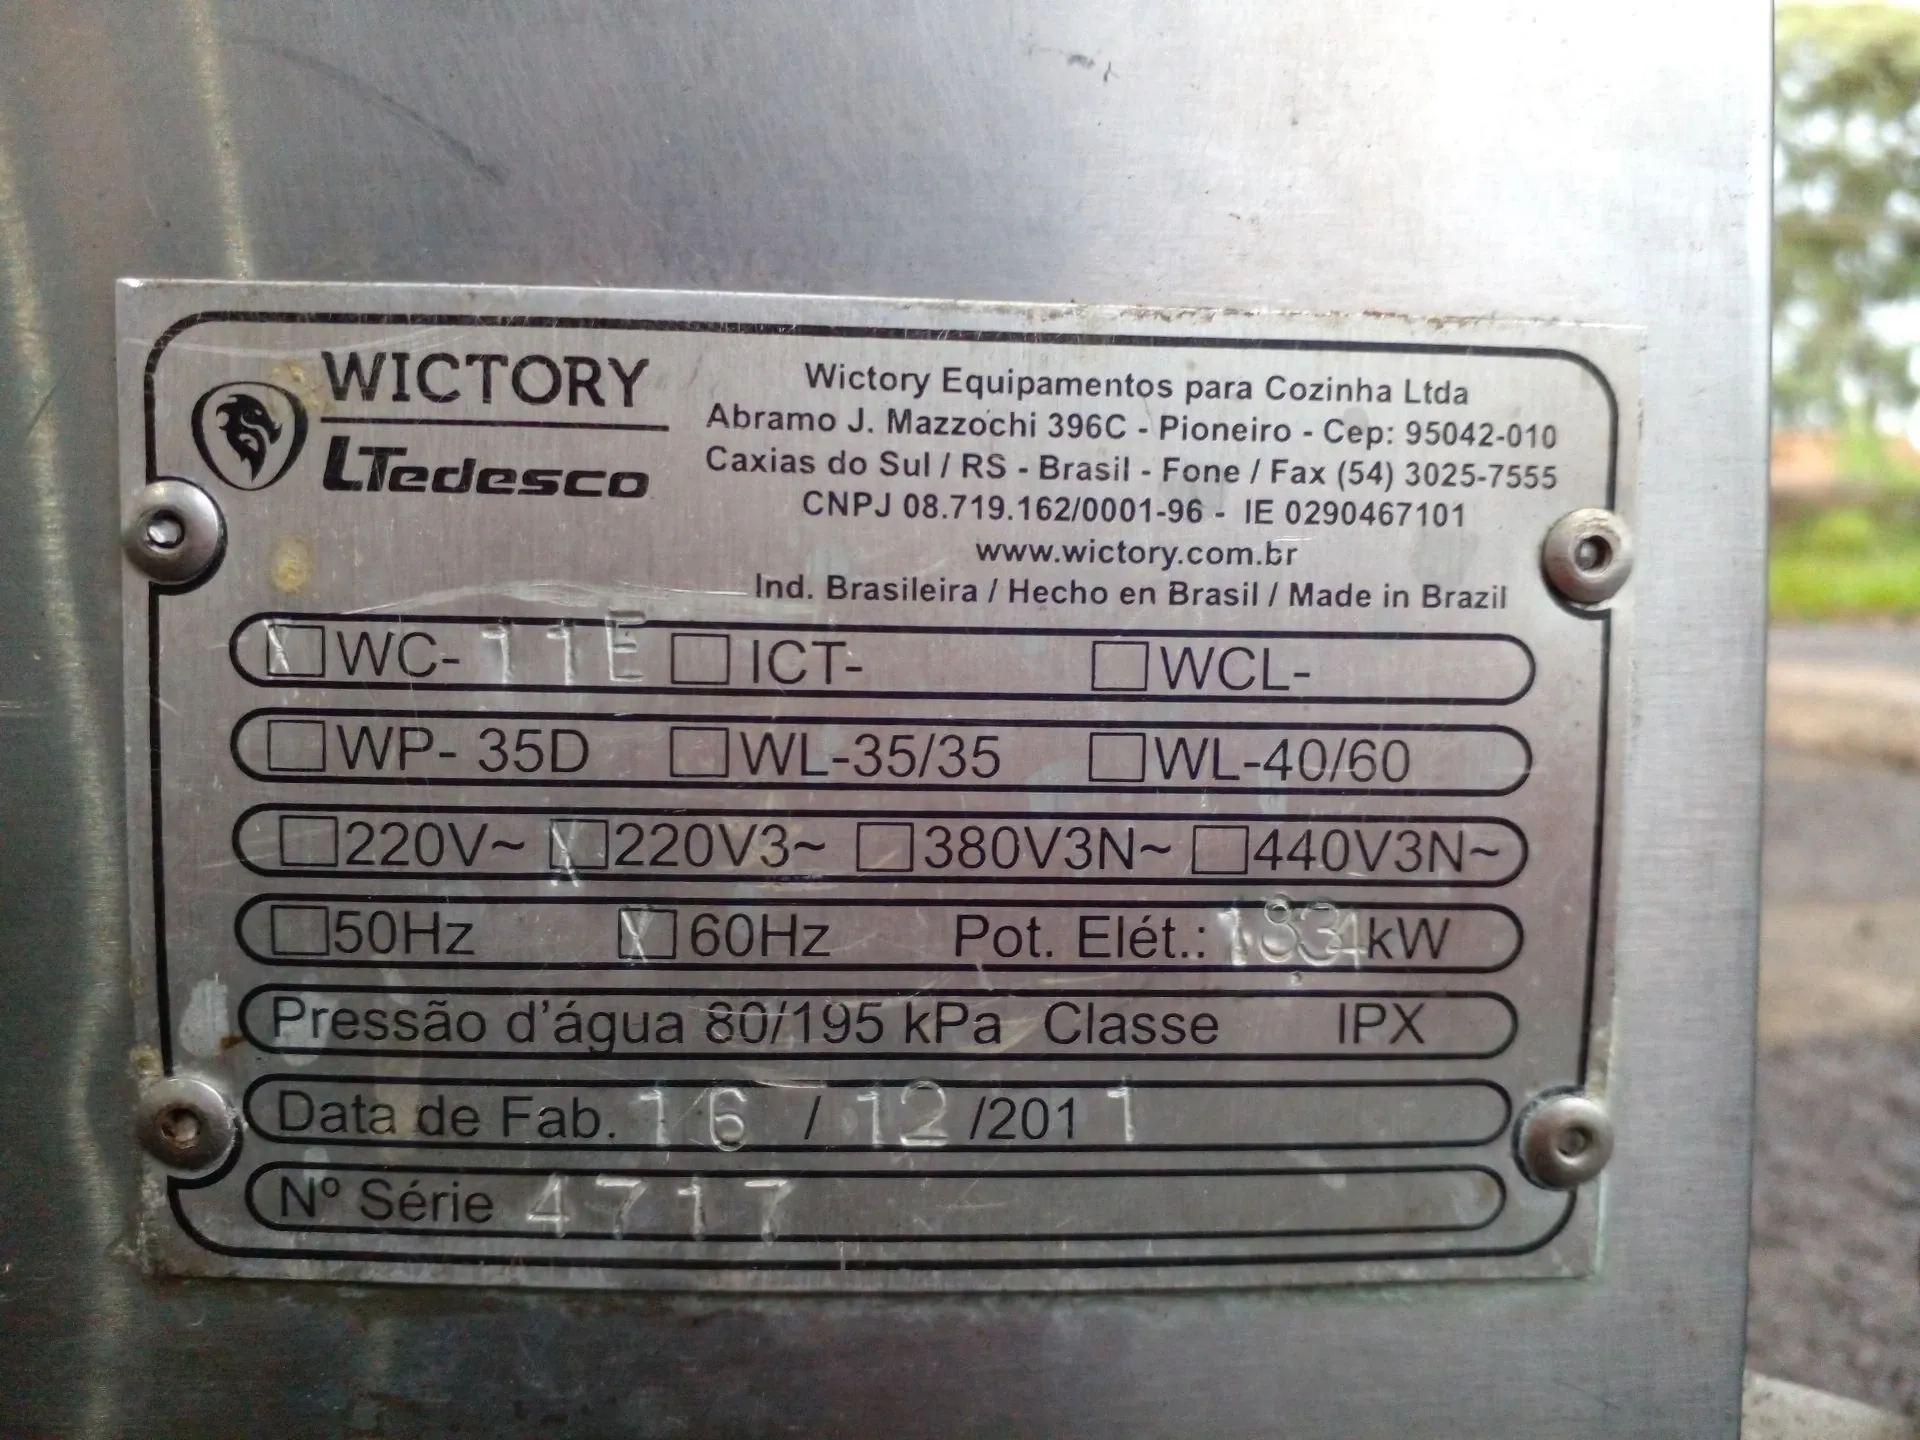 WICTORY
LTedesco
Wictory Equipamentos para Cozinha Ltda
Abramo J. Mazzochi 396C - Pioneiro - Cep: 95042-010
Caxias do Sul / RS - Brasil - Fone / Fax (54) 3025-7555
CNPJ 08.719.162/0001-96 - IE 0290467101
www.wictory.com.br
Ind. Brasileira / Hecho en Brasil / Made in Brazil
X WC- 11E ICT- WCL-
WP- 35D WL-35/35 WL-40/60
220V~ X 220V3~ 380V3N~ 440V3N~
50Hz X 60Hz Pot. Elét.: kW
Pressão d'água 80/195 kPa Classe IPX
Data de Fab. 16 / 12 /201 1
Nº Série 4717